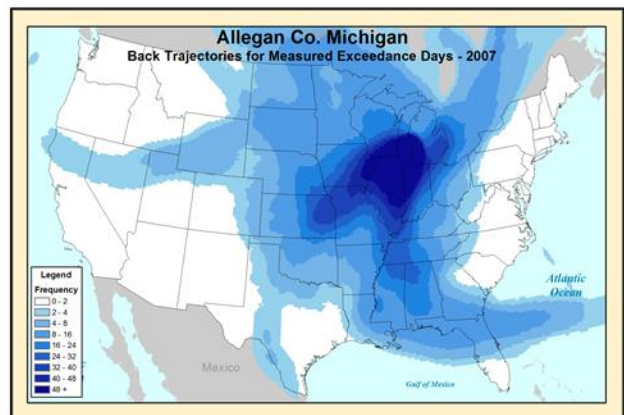 Allegan Co. Michigan
Back Trajectories for Measured Exceedance Days - 2007
Legend
Frequency
0 - 2
2 - 4
4 - 8
8 - 16
16 - 24
24 - 32
32 - 40
40 - 48
48 +
Mexico
Gulf of Mexico
Atlantic
Ocean